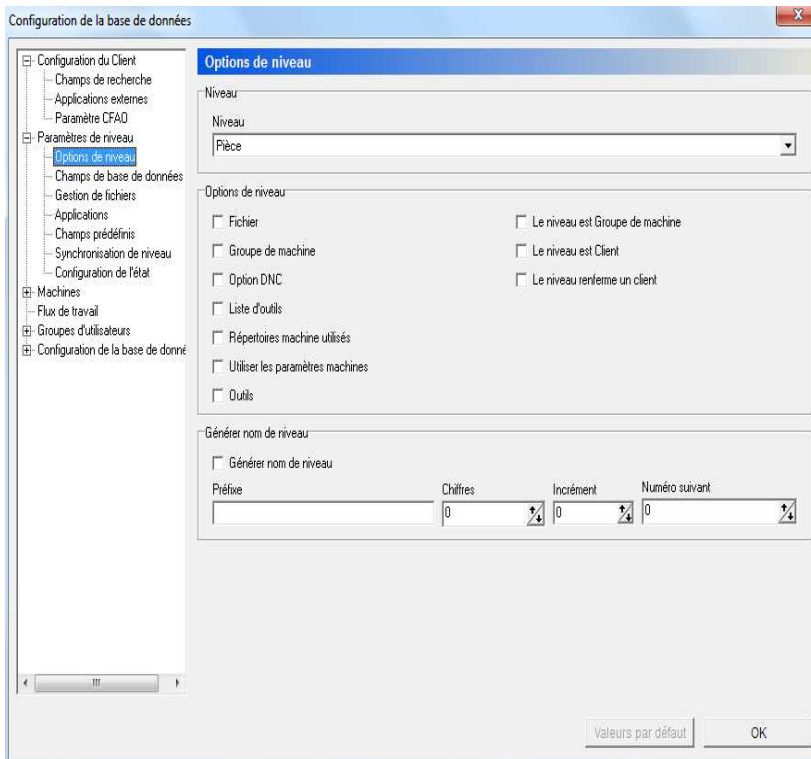 Configuration de la base de données
Configuration du Client
Champs de recherche
Applications externes
Paramètre CFAO
Paramètres de niveau
Options de niveau
Champs de base de données
Gestion de fichiers
Applications
Champs prédéfinis
Synchronisation de niveau
Configuration de l'état
Machines
Flux de travail
Groupes d'utilisateurs
Configuration de la base de donné
Options de niveau
Niveau
Niveau
Pièce
Options de niveau
Fichier
Le niveau est Groupe de machine
Groupe de machine
Le niveau est Client
Option DNC
Le niveau renferme un client
Liste d'outils
Répertoires machine utilisés
Utiliser les paramètres machines
Outils
Générer nom de niveau
Générer nom de niveau
Préfixe Chiffres Incrément Numéro suivant
0 0 0
Valeurs par défaut OK